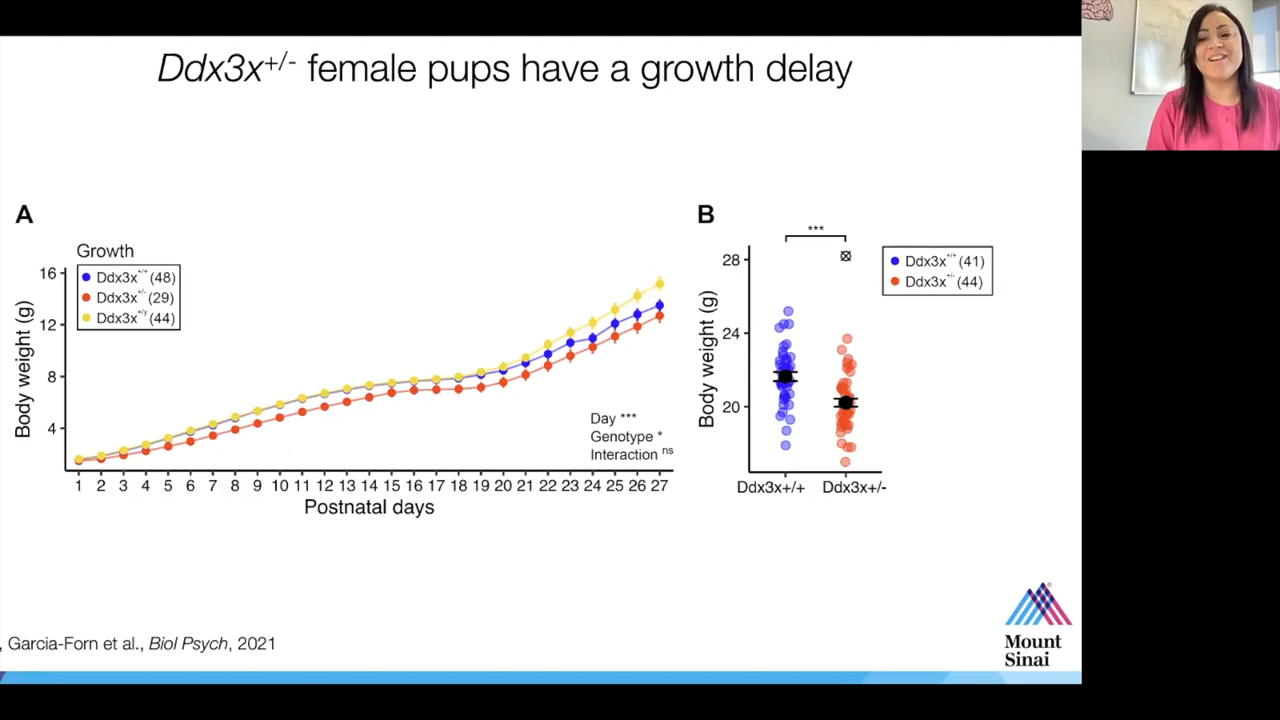 Ddx3x+/- female pups have a growth delay
A
Growth
Ddx3x+/+ (48)
Ddx3x+/- (29)
Ddx3x+/y (44)
Body weight (g)
16
12
8
4
Day ***
Genotype *
Interaction ns
1 2 3 4 5 6 7 8 9 10 11 12 13 14 15 16 17 18 19 20 21 22 23 24 25 26 27
Postnatal days
B
***
Ddx3x+/+ (41)
Ddx3x+/- (44)
Body weight (g)
28
24
20
Ddx3x+/+ Ddx3x+/-
, Garcia-Forn et al., Biol Psych, 2021
®
Mount
Sinai